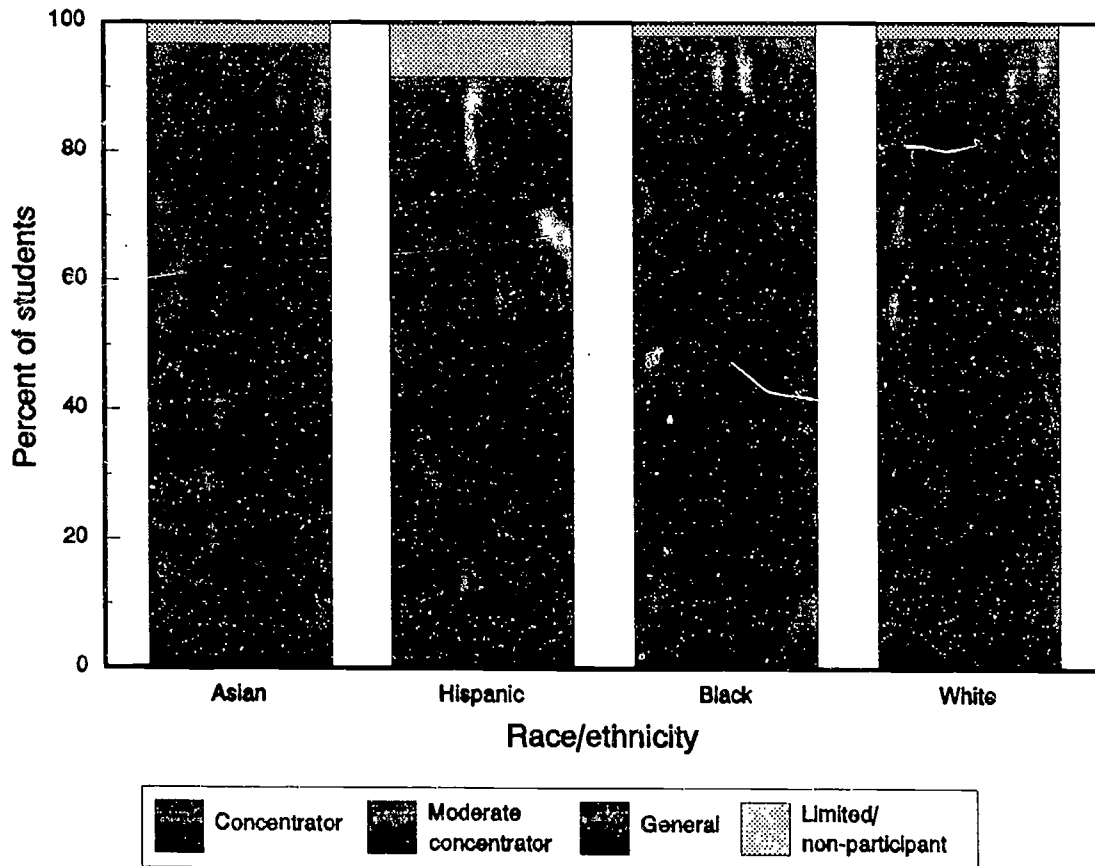 100
80
60
40
20
0
Percent of students
Asian Hispanic Black White
Race/ethnicity
Concentrator
Moderate
concentrator
General
Limited/
non-participant